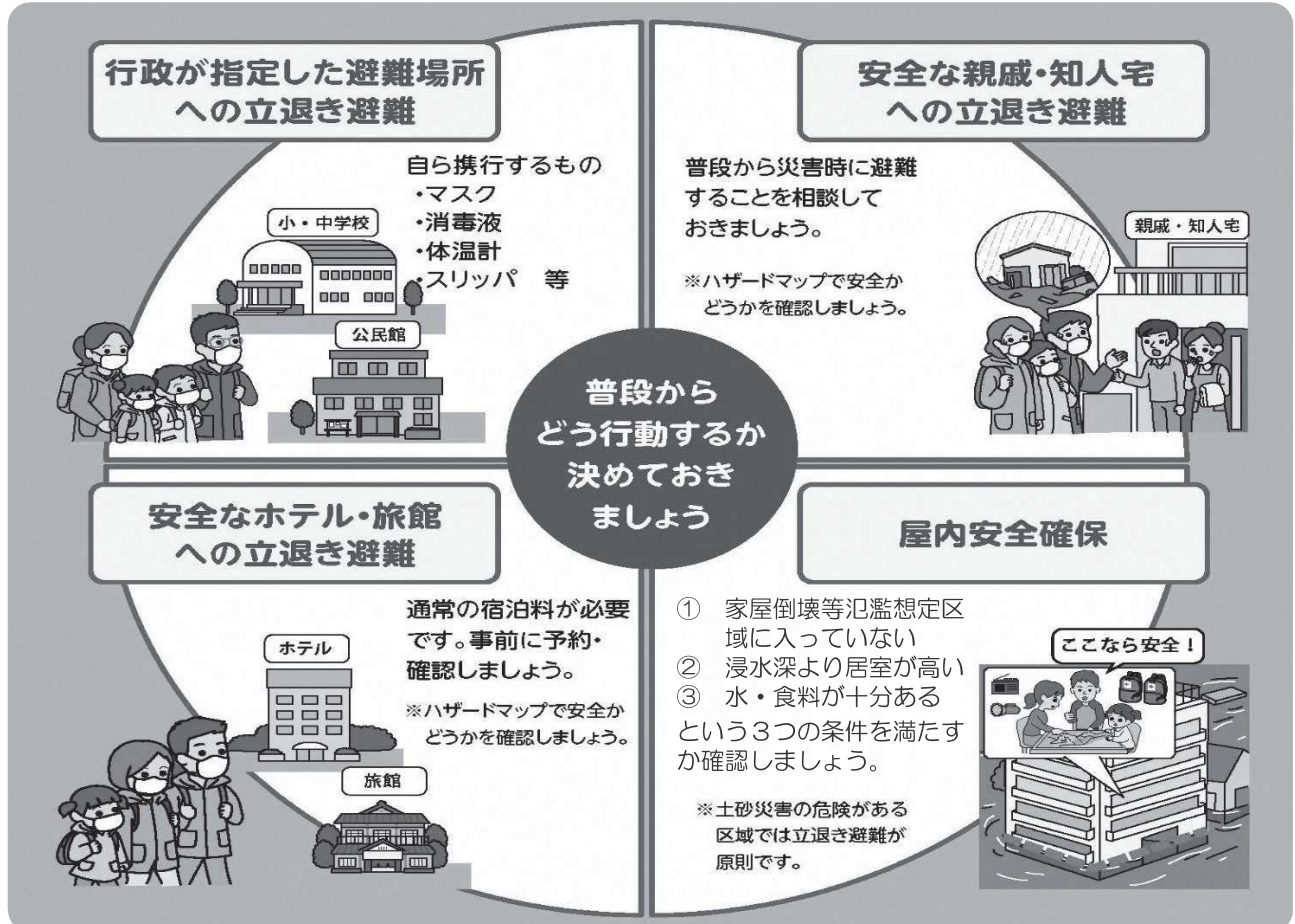 行政が指定した避難場所
への立退き避難
自ら携行するもの
・マスク
・消毒液
・体温計
・スリッパ 等
小・中学校
公民館
安全な親戚・知人宅
への立退き避難
普段から災害時に避難
することを相談して
おきましょう。
※ハザードマップで安全か
どうかを確認しましょう。
親戚・知人宅
普段から
どう行動するか
決めておき
ましょう
安全なホテル・旅館
への立退き避難
通常の宿泊料が必要
です。事前に予約・
確認しましょう。
※ハザードマップで安全か
どうかを確認しましょう。
ホテル
旅館
屋内安全確保
① 家屋倒壊等氾濫想定区
域に入っていない
② 浸水深より居室が高い
③ 水・食料が十分ある
という3つの条件を満たす
か確認しましょう。
※土砂災害の危険がある
区域では立退き避難が
原則です。
ここなら安全!